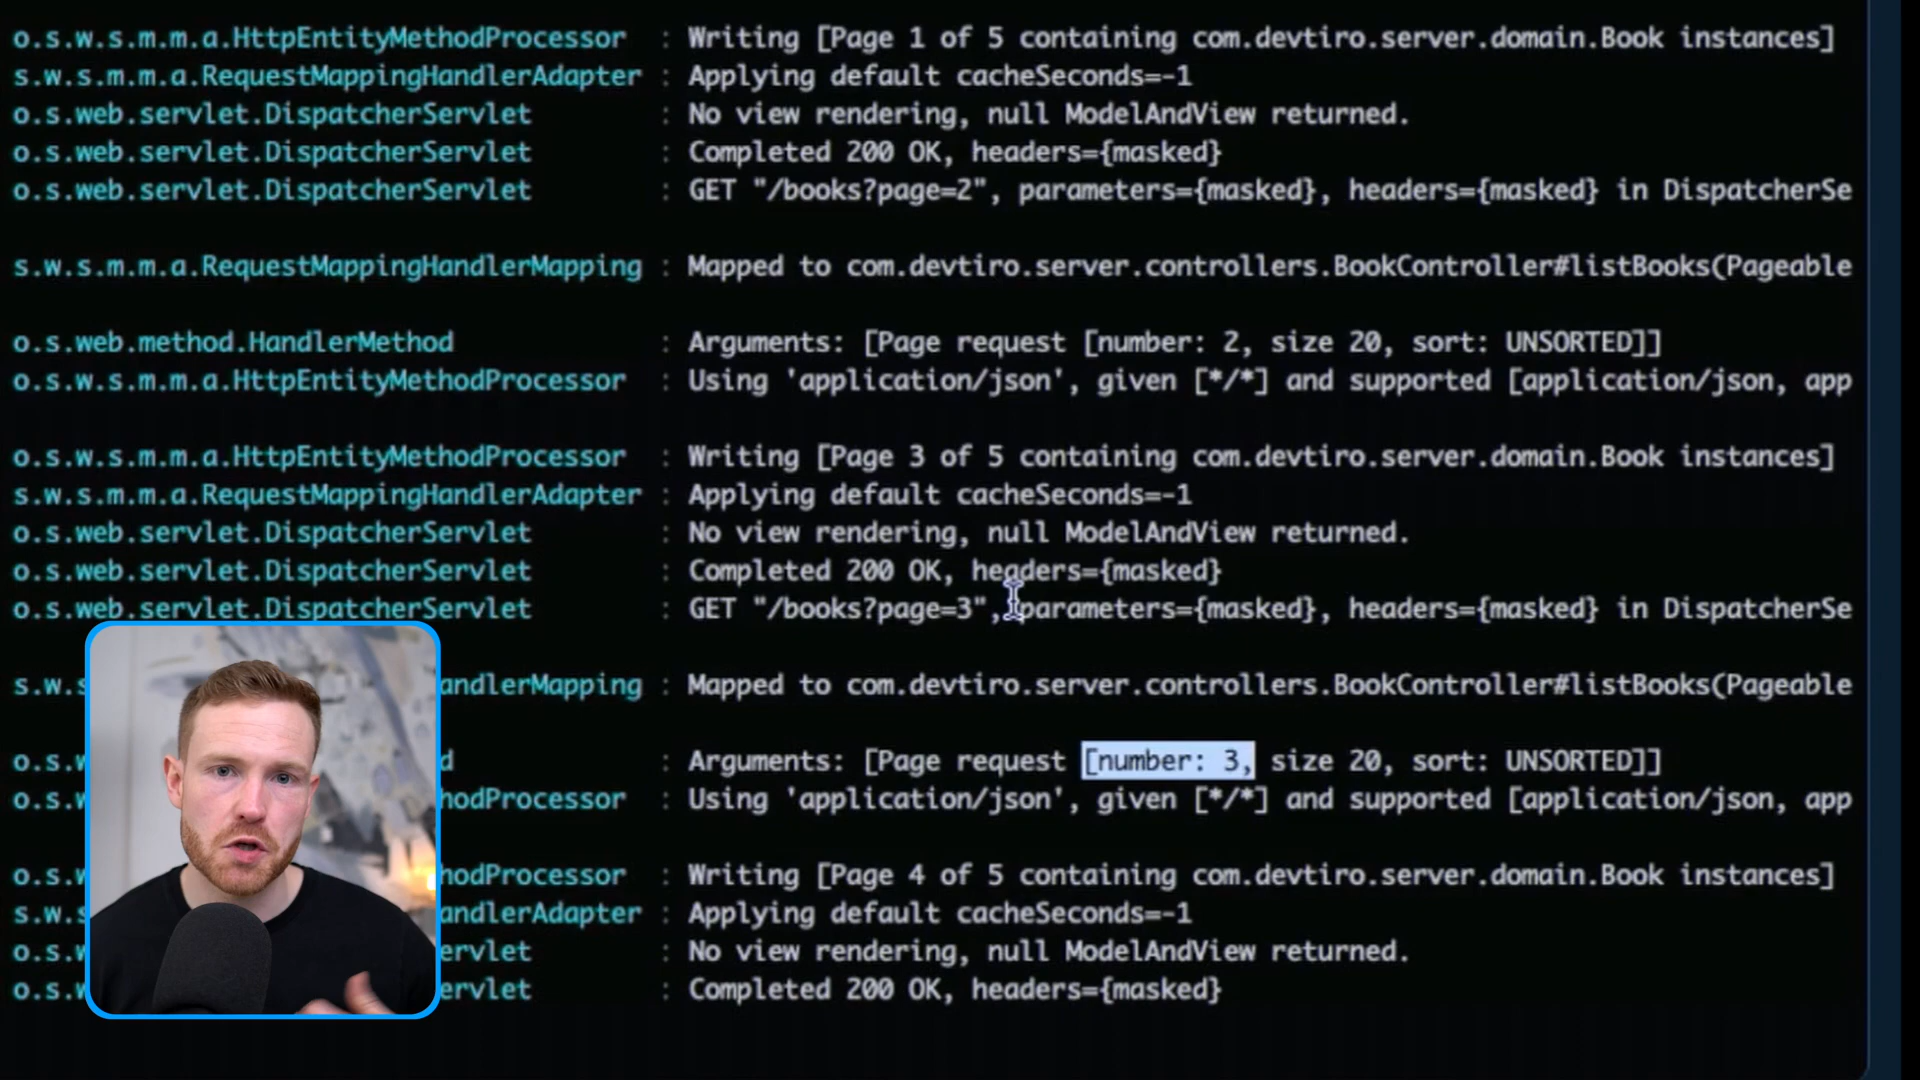 o.s.w.s.m.m.a.HttpEntityMethodProcessor : Writing [Page 1 of 5 containing com.devtiro.server.domain.Book instances]
s.w.s.m.m.a.RequestMappingHandlerAdapter : Applying default cacheSeconds=-1
o.s.web.servlet.DispatcherServlet : No view rendering, null ModelAndView returned.
o.s.web.servlet.DispatcherServlet : Completed 200 OK, headers={masked}
o.s.web.servlet.DispatcherServlet : GET "/books?page=2", parameters={masked}, headers={masked} in DispatcherSe
s.w.s.m.m.a.RequestMappingHandlerMapping : Mapped to com.devtiro.server.controllers.BookController#listBooks(Pageable
o.s.web.method.HandlerMethod : Arguments: [Page request [number: 2, size 20, sort: UNSORTED]]
o.s.w.s.m.m.a.HttpEntityMethodProcessor : Using 'application/json', given [*/*] and supported [application/json, app
o.s.w.s.m.m.a.HttpEntityMethodProcessor : Writing [Page 3 of 5 containing com.devtiro.server.domain.Book instances]
s.w.s.m.m.a.RequestMappingHandlerAdapter : Applying default cacheSeconds=-1
o.s.web.servlet.DispatcherServlet : No view rendering, null ModelAndView returned.
o.s.web.servlet.DispatcherServlet : Completed 200 OK, headers={masked}
o.s.web.servlet.DispatcherServlet : GET "/books?page=3", parameters={masked}, headers={masked} in DispatcherSe
s.w.s andlerMapping : Mapped to com.devtiro.server.controllers.BookController#listBooks(Pageable
o.s.w d : Arguments: [Page request [number: 3, size 20, sort: UNSORTED]]
o.s.w hodProcessor : Using 'application/json', given [*/*] and supported [application/json, app
o.s.w hodProcessor : Writing [Page 4 of 5 containing com.devtiro.server.domain.Book instances]
s.w.s andlerAdapter : Applying default cacheSeconds=-1
o.s.w ervlet : No view rendering, null ModelAndView returned.
o.s.w ervlet : Completed 200 OK, headers={masked}